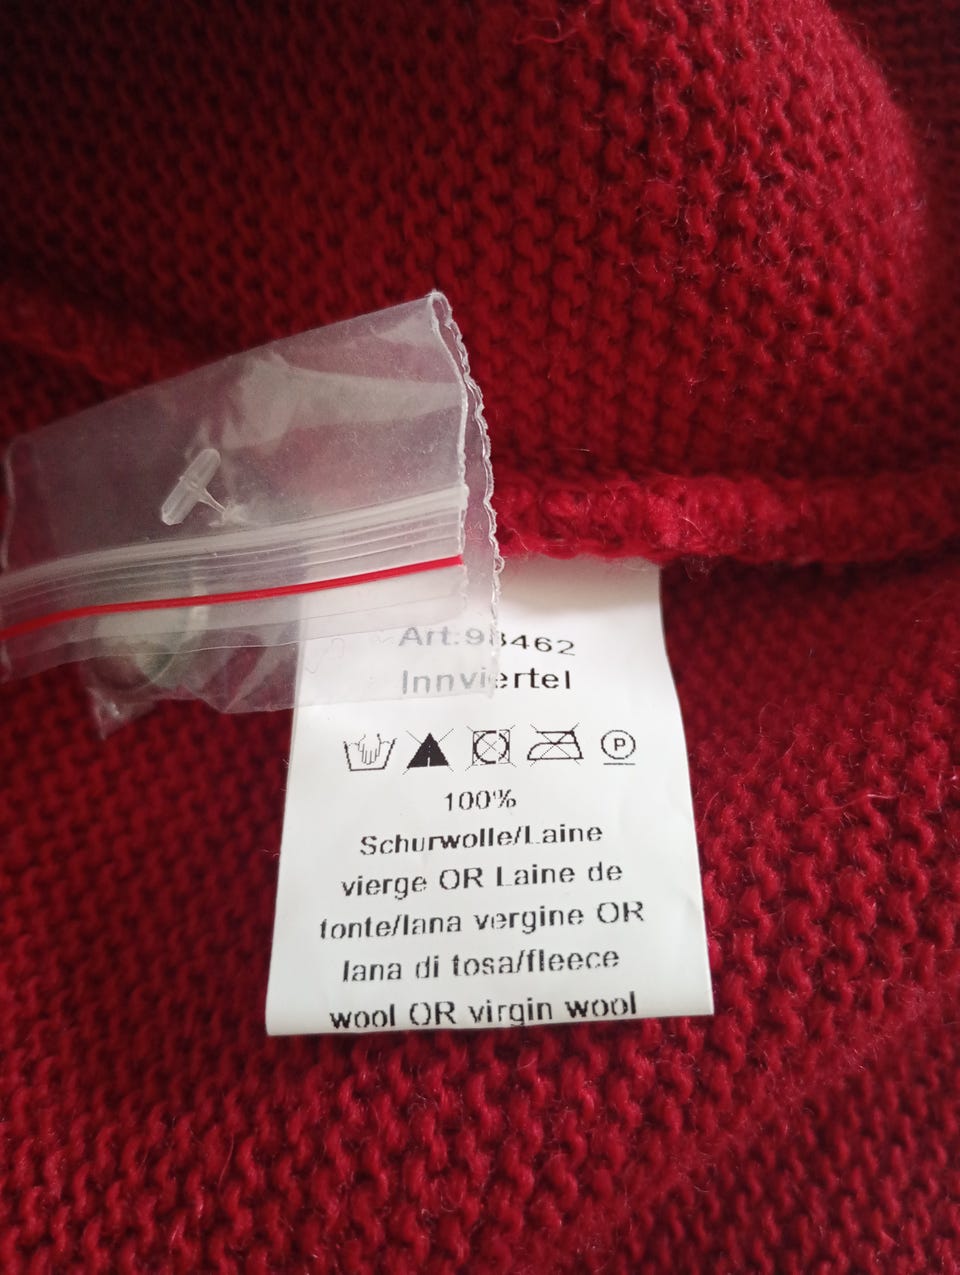 Art:98462
Innviertel
P
100%
Schurwolle/Laine
vierge OR Laine de
tonte/lana vergine OR
lana di tosa/fleece
wool OR virgin wool